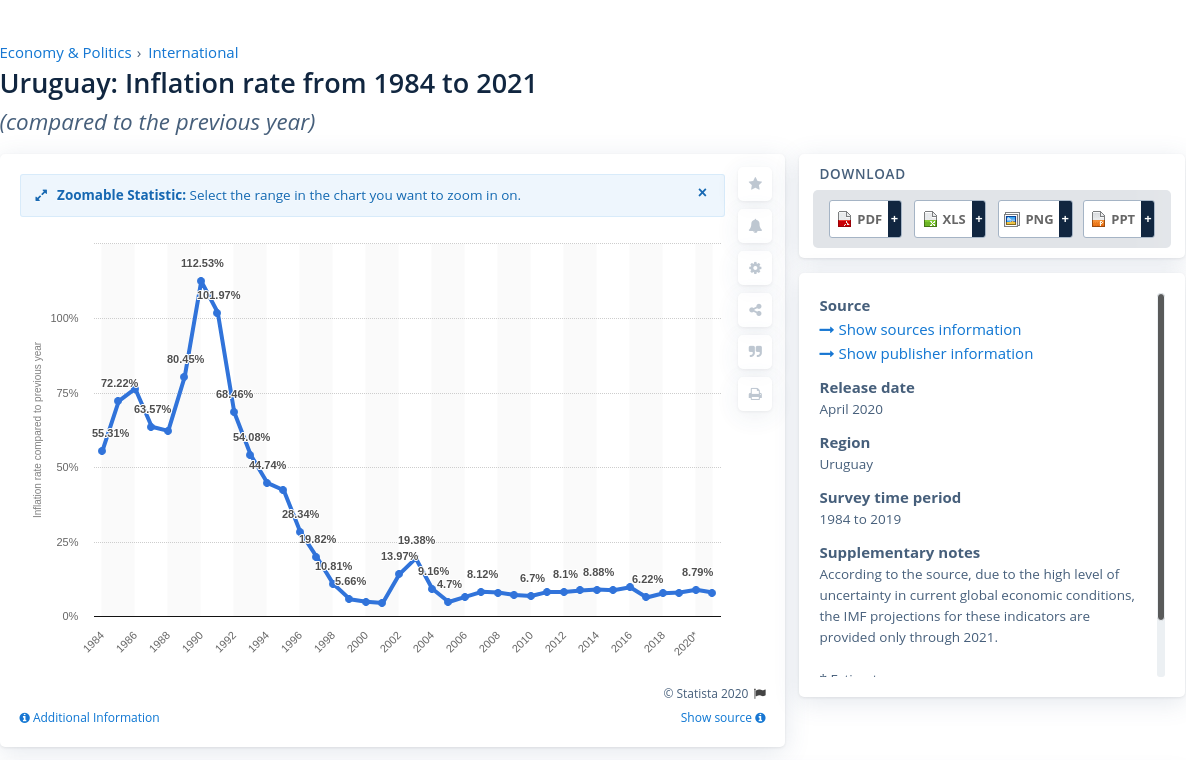 Economy & Politics › International
Uruguay: Inflation rate from 1984 to 2021
(compared to the previous year)
Zoomable Statistic: Select the range in the chart you want to zoom in on. ×
Inflation rate compared to previous year
100%
75%
50%
25%
0%
55.31%
72.22%
63.57%
80.45%
112.53%
101.97%
68.46%
54.08%
44.74%
28.34%
19.82%
10.81%
5.66%
13.97%
19.38%
9.16%
4.7%
8.12%
6.7%
8.1%
8.88%
6.22%
8.79%
1984 1986 1988 1990 1992 1994 1996 1998 2000 2002 2004 2006 2008 2010 2012 2014 2016 2018 2020*
© Statista 2020
Additional Information
Show source
DOWNLOAD
PDF + XLS + PNG + PPT +
Source
Show sources information
Show publisher information
Release date
April 2020
Region
Uruguay
Survey time period
1984 to 2019
Supplementary notes
According to the source, due to the high level of
uncertainty in current global economic conditions,
the IMF projections for these indicators are
provided only through 2021.